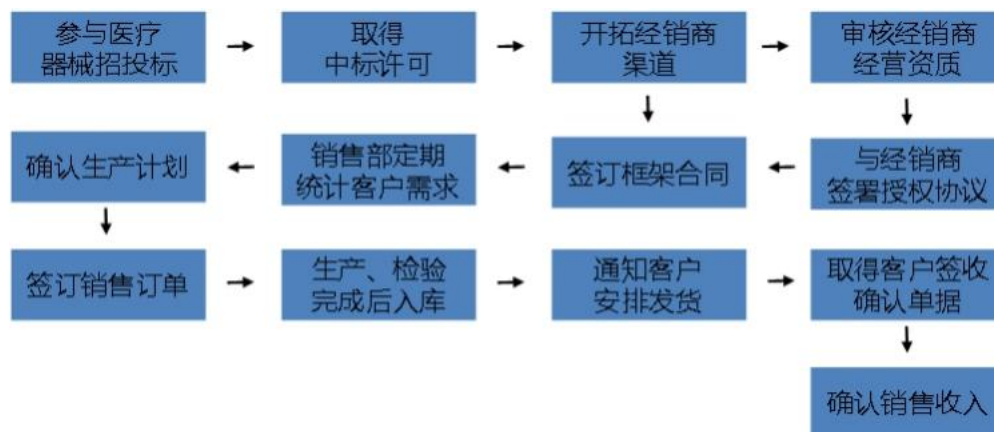 参与医疗
器械招投标
取得
中标许可
开拓经销商
渠道
审核经销商
经营资质
确认生产计划
销售部定期
统计客户需求
签订框架合同
与经销商
签署授权协议
签订销售订单
生产、检验
完成后入库
通知客户
安排发货
取得客户签收
确认单据
确认销售收入